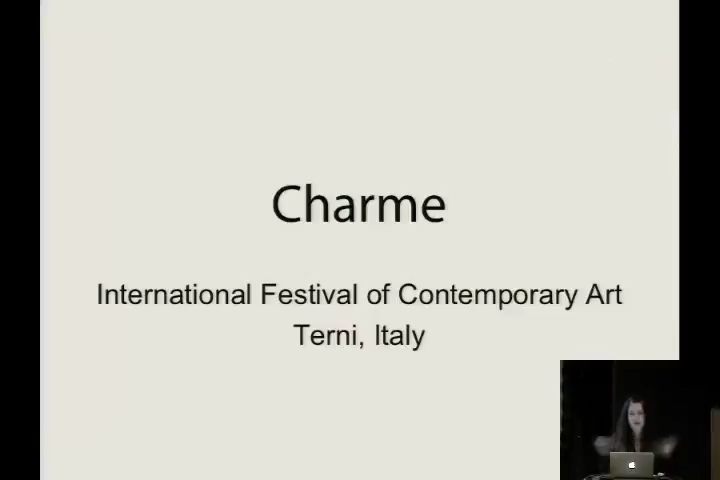 Charme
International Festival of Contemporary Art
Terni, Italy